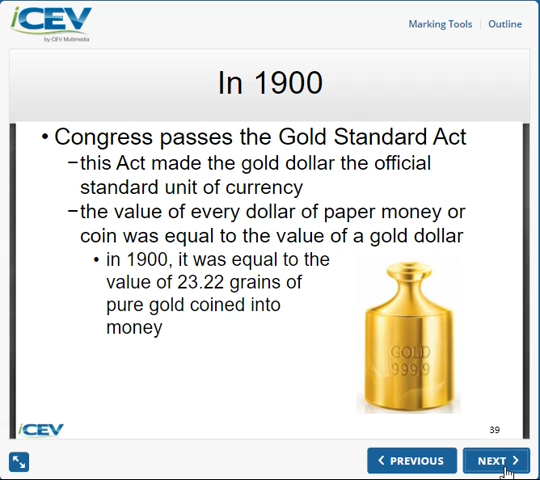 iCEV
by CEV Multimedia
Marking Tools | Outline
In 1900
• Congress passes the Gold Standard Act
–this Act made the gold dollar the official
standard unit of currency
–the value of every dollar of paper money or
coin was equal to the value of a gold dollar
• in 1900, it was equal to the
value of 23.22 grains of
pure gold coined into
money
GOLD
999,9
iCEV
39
PREVIOUS
NEXT